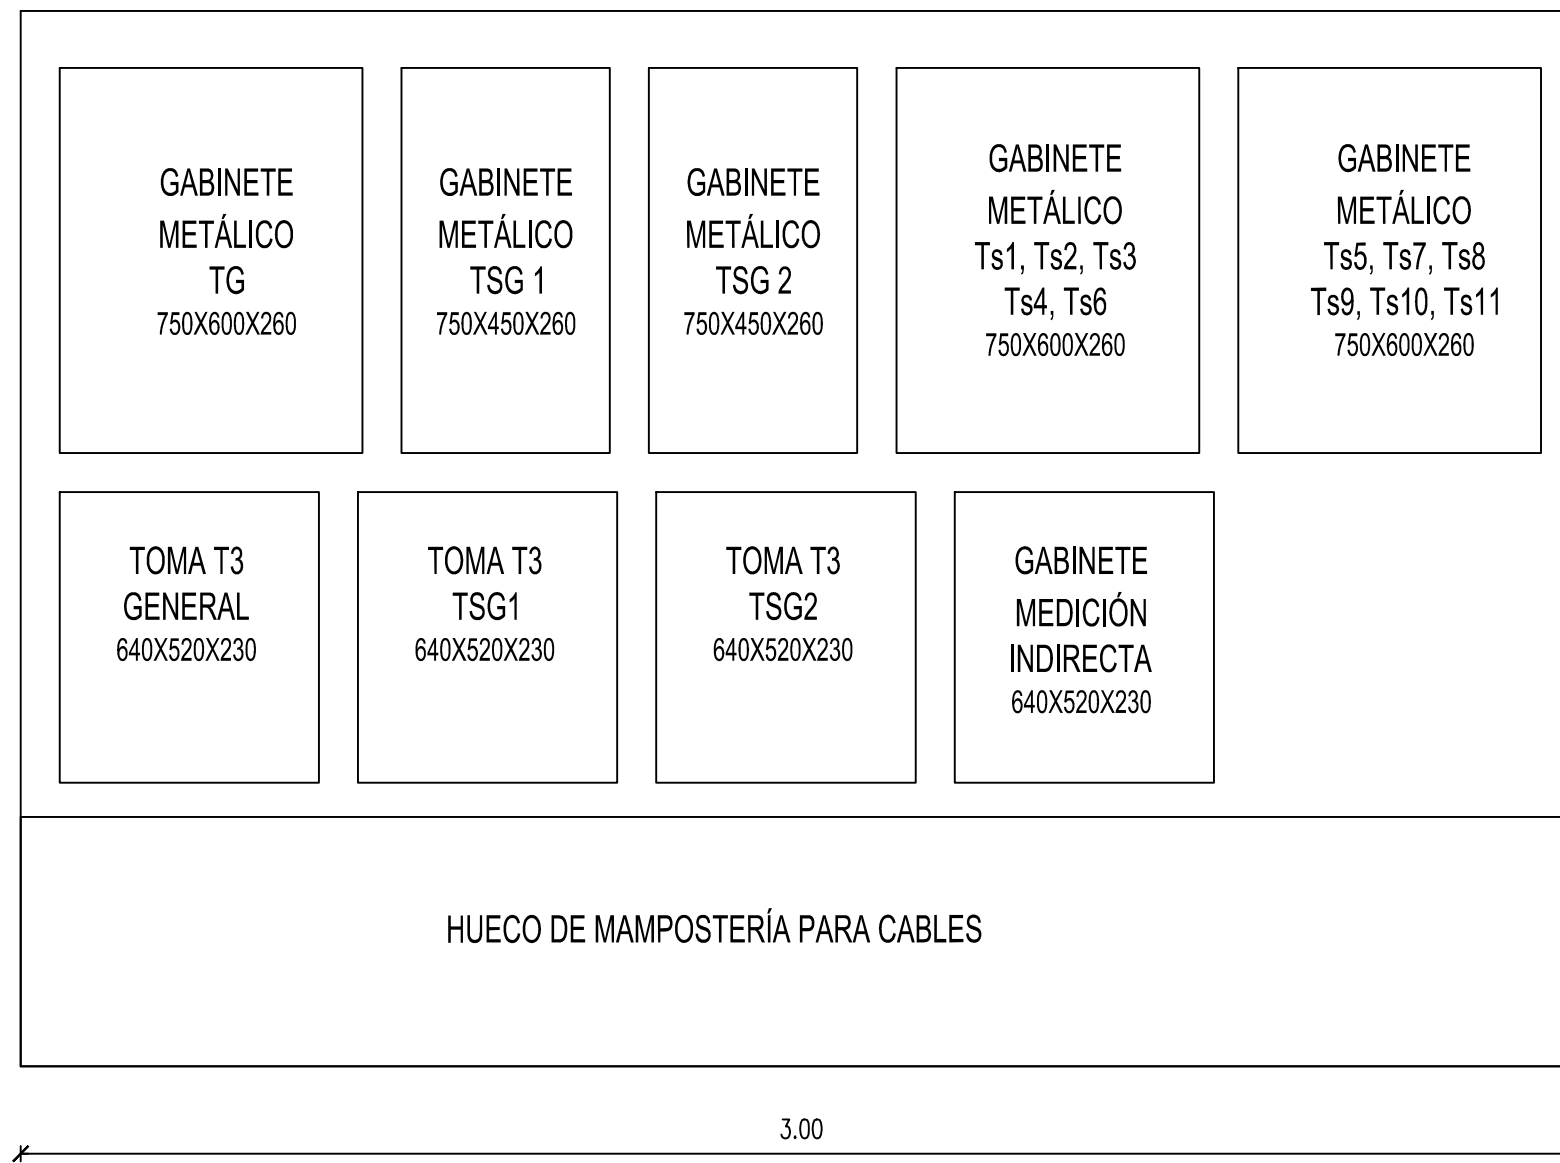 GABINETE
METÁLICO
TG
750X600X260
GABINETE
METÁLICO
TSG 1
750X450X260
GABINETE
METÁLICO
TSG 2
750X450X260
GABINETE
METÁLICO
Ts1, Ts2, Ts3
Ts4, Ts6
750X600X260
GABINETE
METÁLICO
Ts5, Ts7, Ts8
Ts9, Ts10, Ts11
750X600X260
TOMA T3
GENERAL
640X520X230
TOMA T3
TSG1
640X520X230
TOMA T3
TSG2
640X520X230
GABINETE
MEDICIÓN
INDIRECTA
640X520X230
HUECO DE MAMPOSTERÍA PARA CABLES
3.00